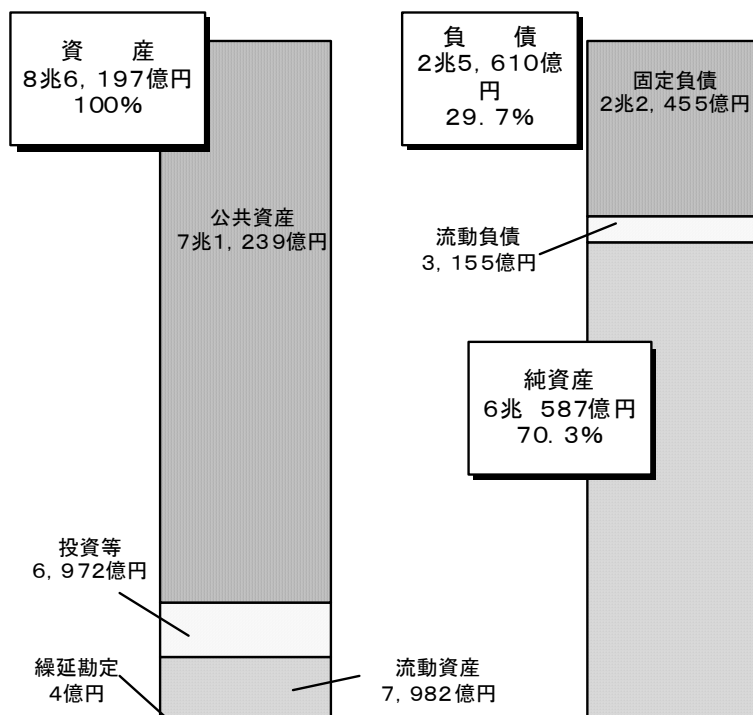 資　　産
8兆6,197億円
100%
公共資産
7兆1,239億円
投資等
6,972億円
繰延勘定
4億円
流動資産
7,982億円
負　　債
2兆5,610億
円
29.7%
固定負債
2兆2,455億円
流動負債
3,155億円
純資産
6兆 587億円
70.3%